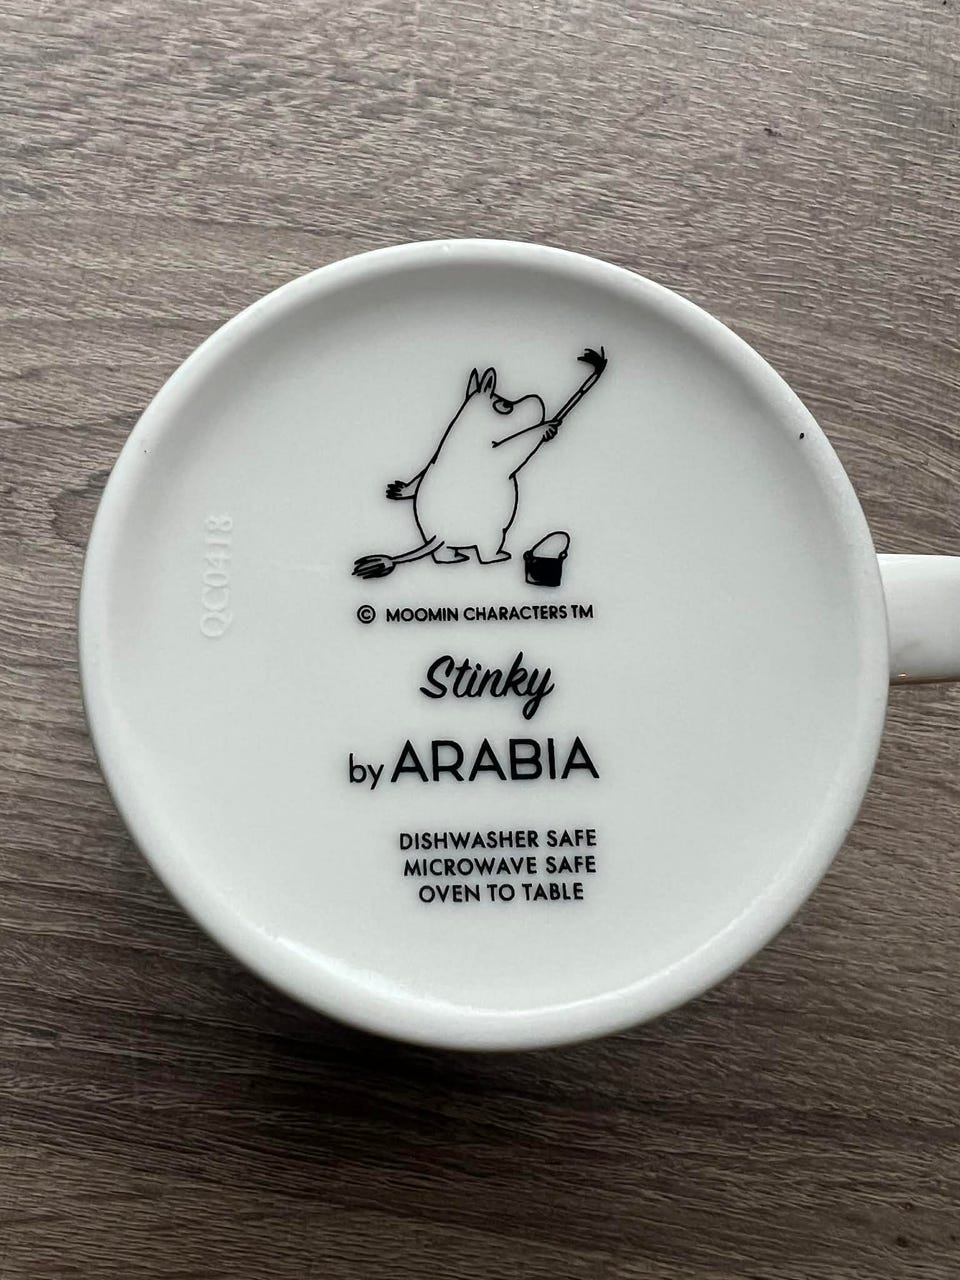 © MOOMIN CHARACTERS TM
Stinky
by ARABIA
DISHWASHER SAFE
MICROWAVE SAFE
OVEN TO TABLE
QC0418